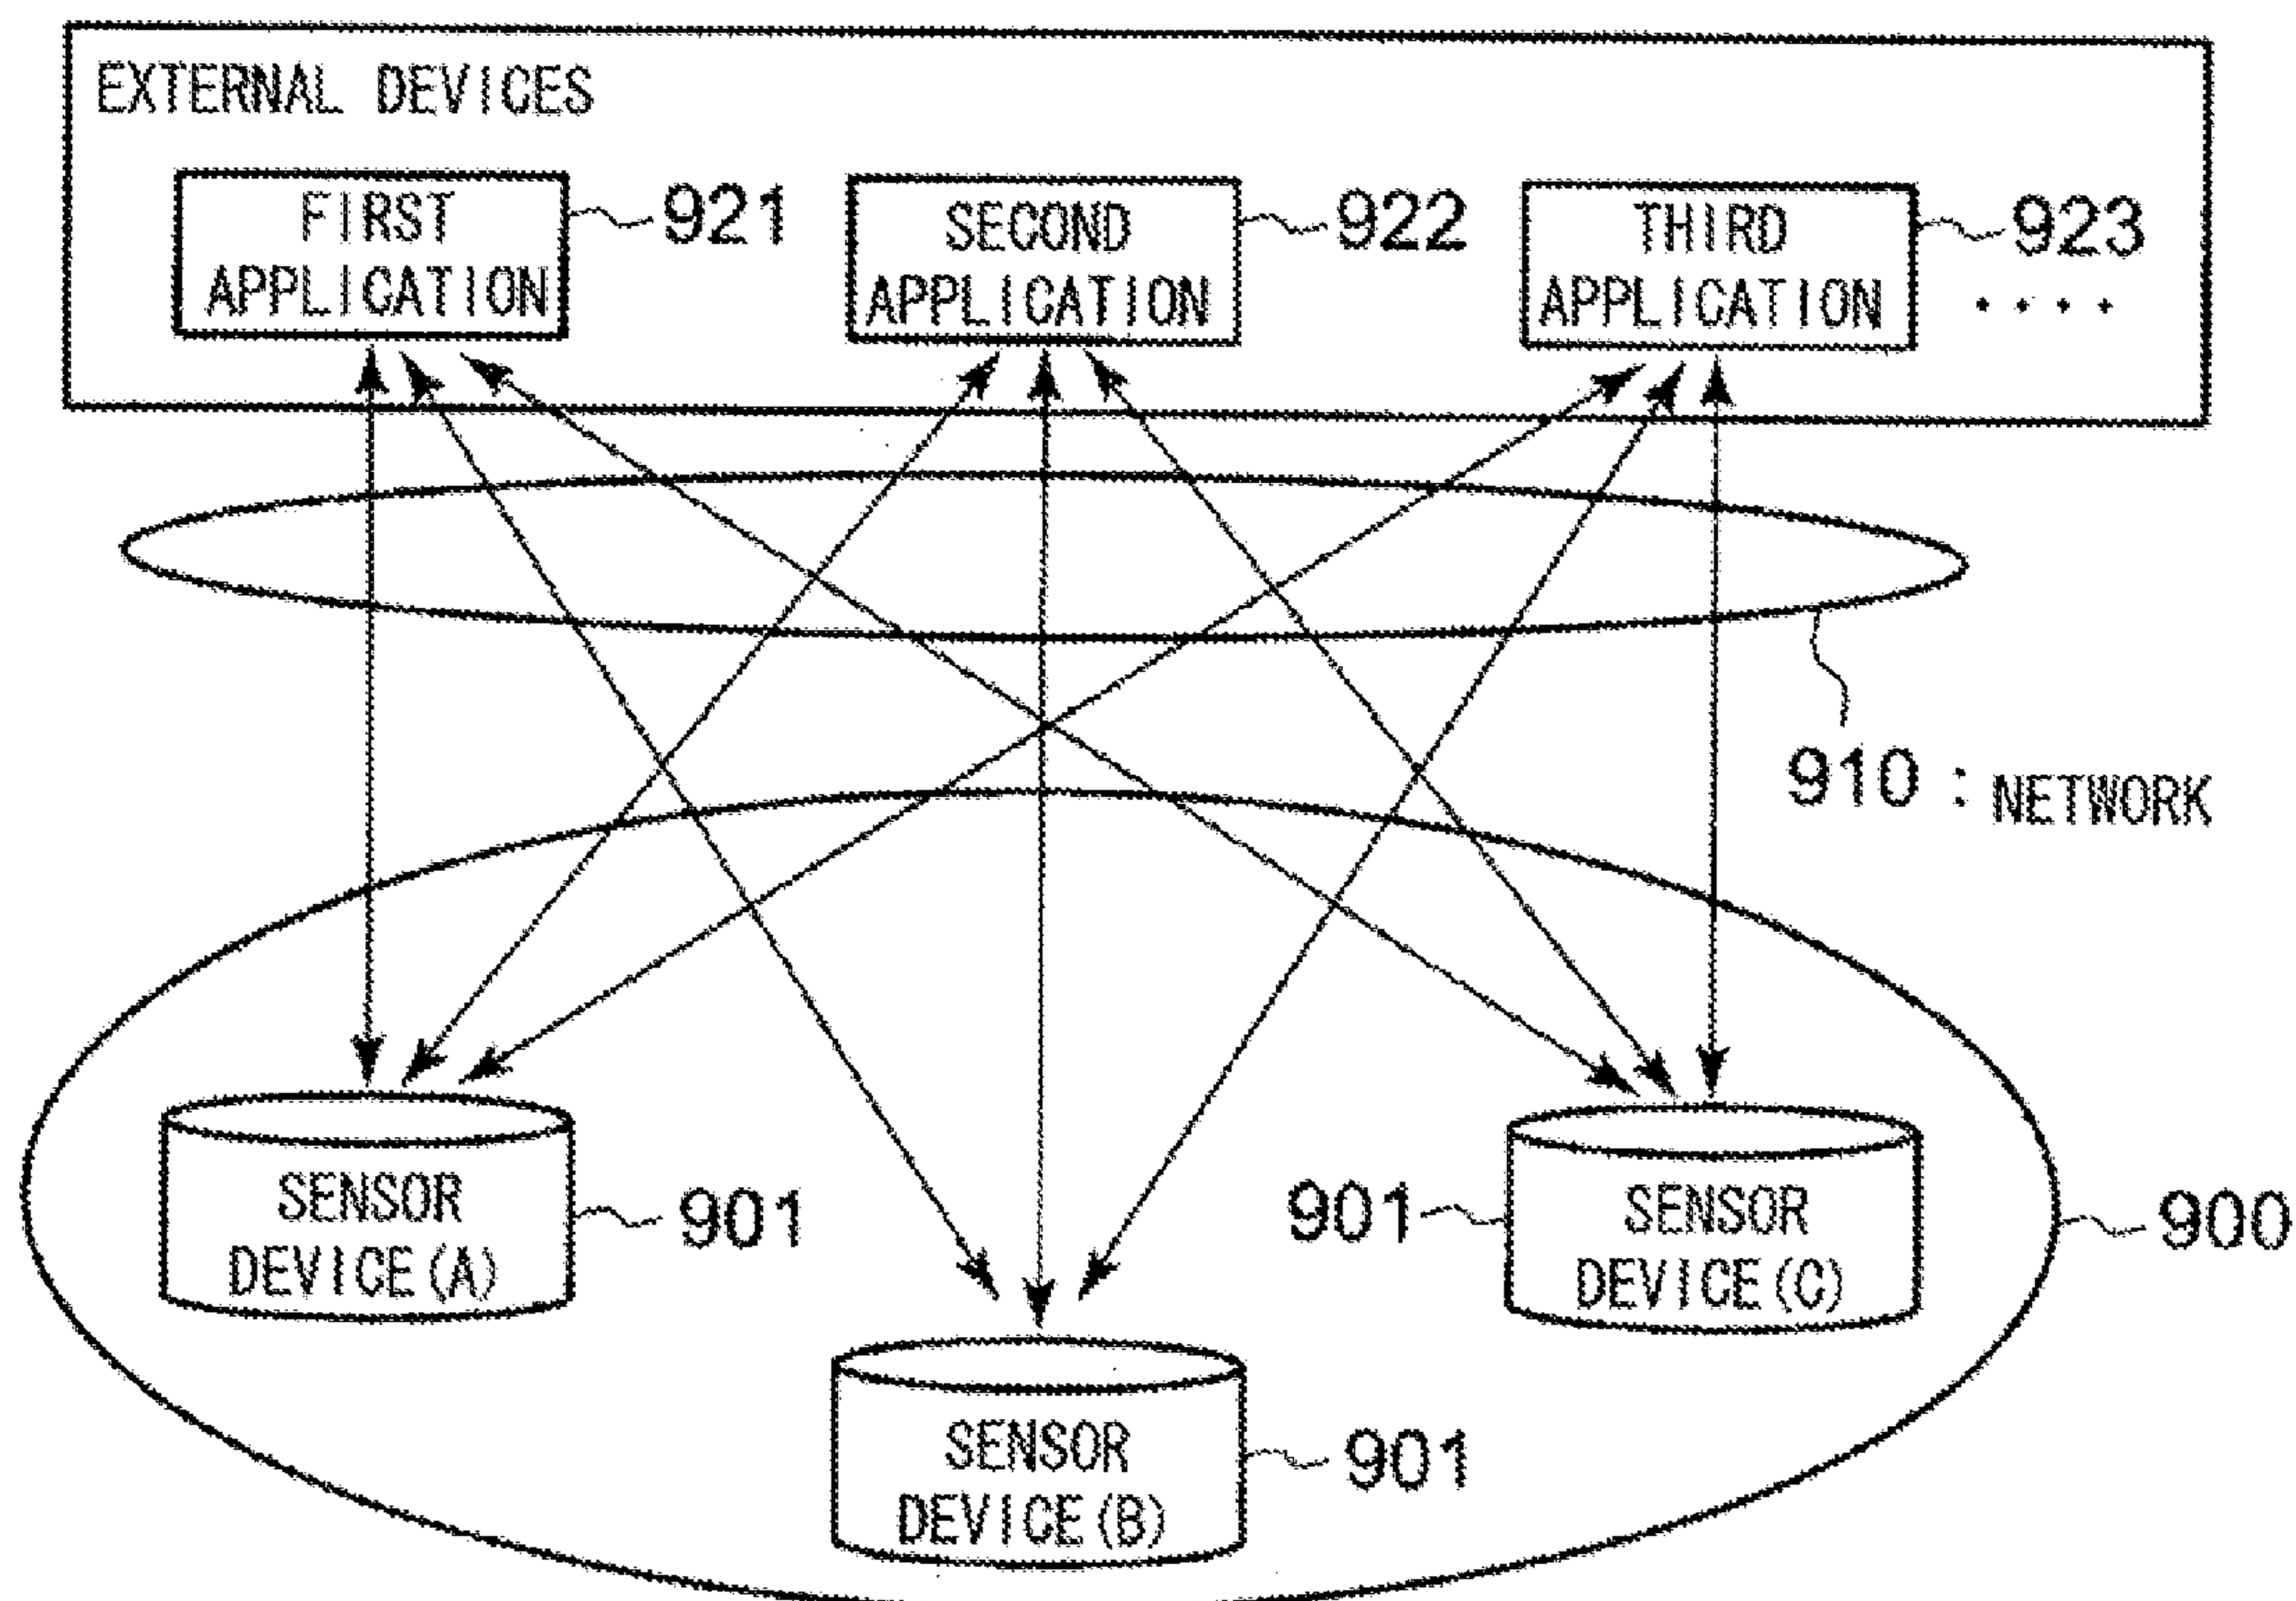 EXTERNAL DEVICES
FIRST
APPLICATION
921
SECOND
APPLICATION
922
THIRD
APPLICATION
923
....
910 : NETWORK
SENSOR
DEVICE(A)
901
901
SENSOR
DEVICE(C)
900
SENSOR
DEVICE(B)
901